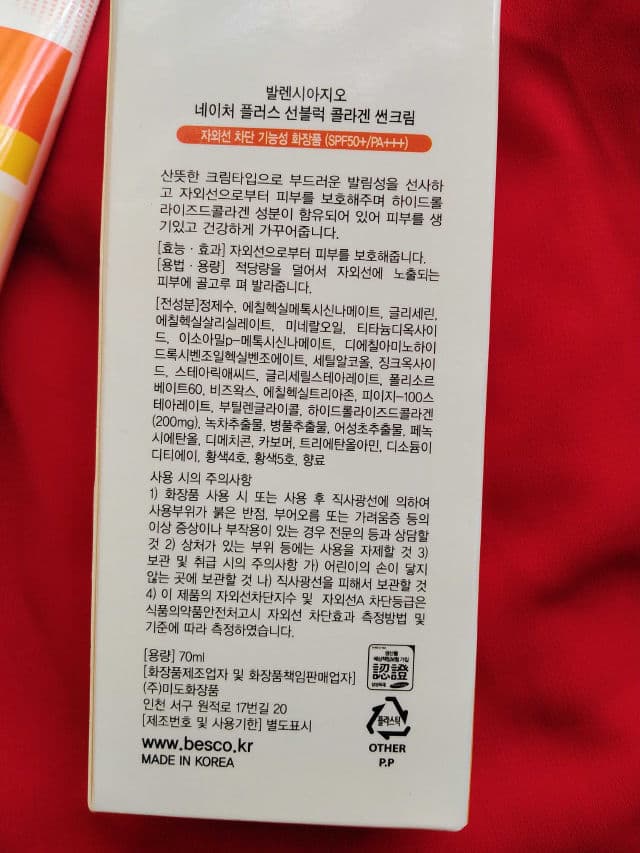 발렌시아지오
네이처 플러스 선블럭 콜라겐 썬크림
자외선 차단 기능성 화장품 (SPF50+/PA+++)
산뜻한 크림타입으로 부드러운 발림성을 선사하
고 자외선으로부터 피부를 보호해주며 하이드롤
라이즈드콜라겐 성분이 함유되어 있어 피부를 생
기있고 건강하게 가꾸어줍니다.
[효능 · 효과] 자외선으로부터 피부를 보호해줍니다.
[용법 · 용량] 적당량을 덜어서 자외선에 노출되는
피부에 골고루 펴 발라줍니다.
[전성분]정제수, 에칠헥실메톡시신나메이트, 글리세린,
에칠헥실살리실레이트, 미네랄오일, 티타늄디옥사이
드, 이소아밀p-메톡시신나메이트, 디에칠아미노하이
드록시벤조일헥실벤조에이트, 세틸알코올, 징크옥사이
드, 스테아릭애씨드, 글리세릴스테아레이트, 폴리소르
베이트60, 비즈왁스, 에칠헥실트리아존, 피이지-100스
테아레이트, 부틸렌글라이콜, 하이드롤라이즈드콜라겐
(200mg), 녹차추출물, 병풀추출물, 어성초추출물, 페녹
시에탄올, 디메치콘, 카보머, 트리에탄올아민, 디소듐이
디티에이, 황색4호, 황색5호, 향료
사용 시의 주의사항
1) 화장품 사용 시 또는 사용 후 직사광선에 의하여
사용부위가 붉은 반점, 부어오름 또는 가려움증 등의
이상 증상이나 부작용이 있는 경우 전문의 등과 상담할
것 2) 상처가 있는 부위 등에는 사용을 자제할 것 3)
보관 및 취급 시의 주의사항 가) 어린이의 손이 닿지
않는 곳에 보관할 것 나) 직사광선을 피해서 보관할 것
4) 이 제품의 자외선차단지수 및 자외선A 차단등급은
식품의약품안전처고시 자외선 차단효과 측정방법 및
기준에 따라 측정하였습니다.
[용량] 70ml
[화장품제조업자 및 화장품책임판매업자]
(주)미도화장품
인천 서구 원적로 17번길 20
[제조번호 및 사용기한] 별도표시
www.besco.kr
MADE IN KOREA
認證
플라스틱
OTHER
P.P